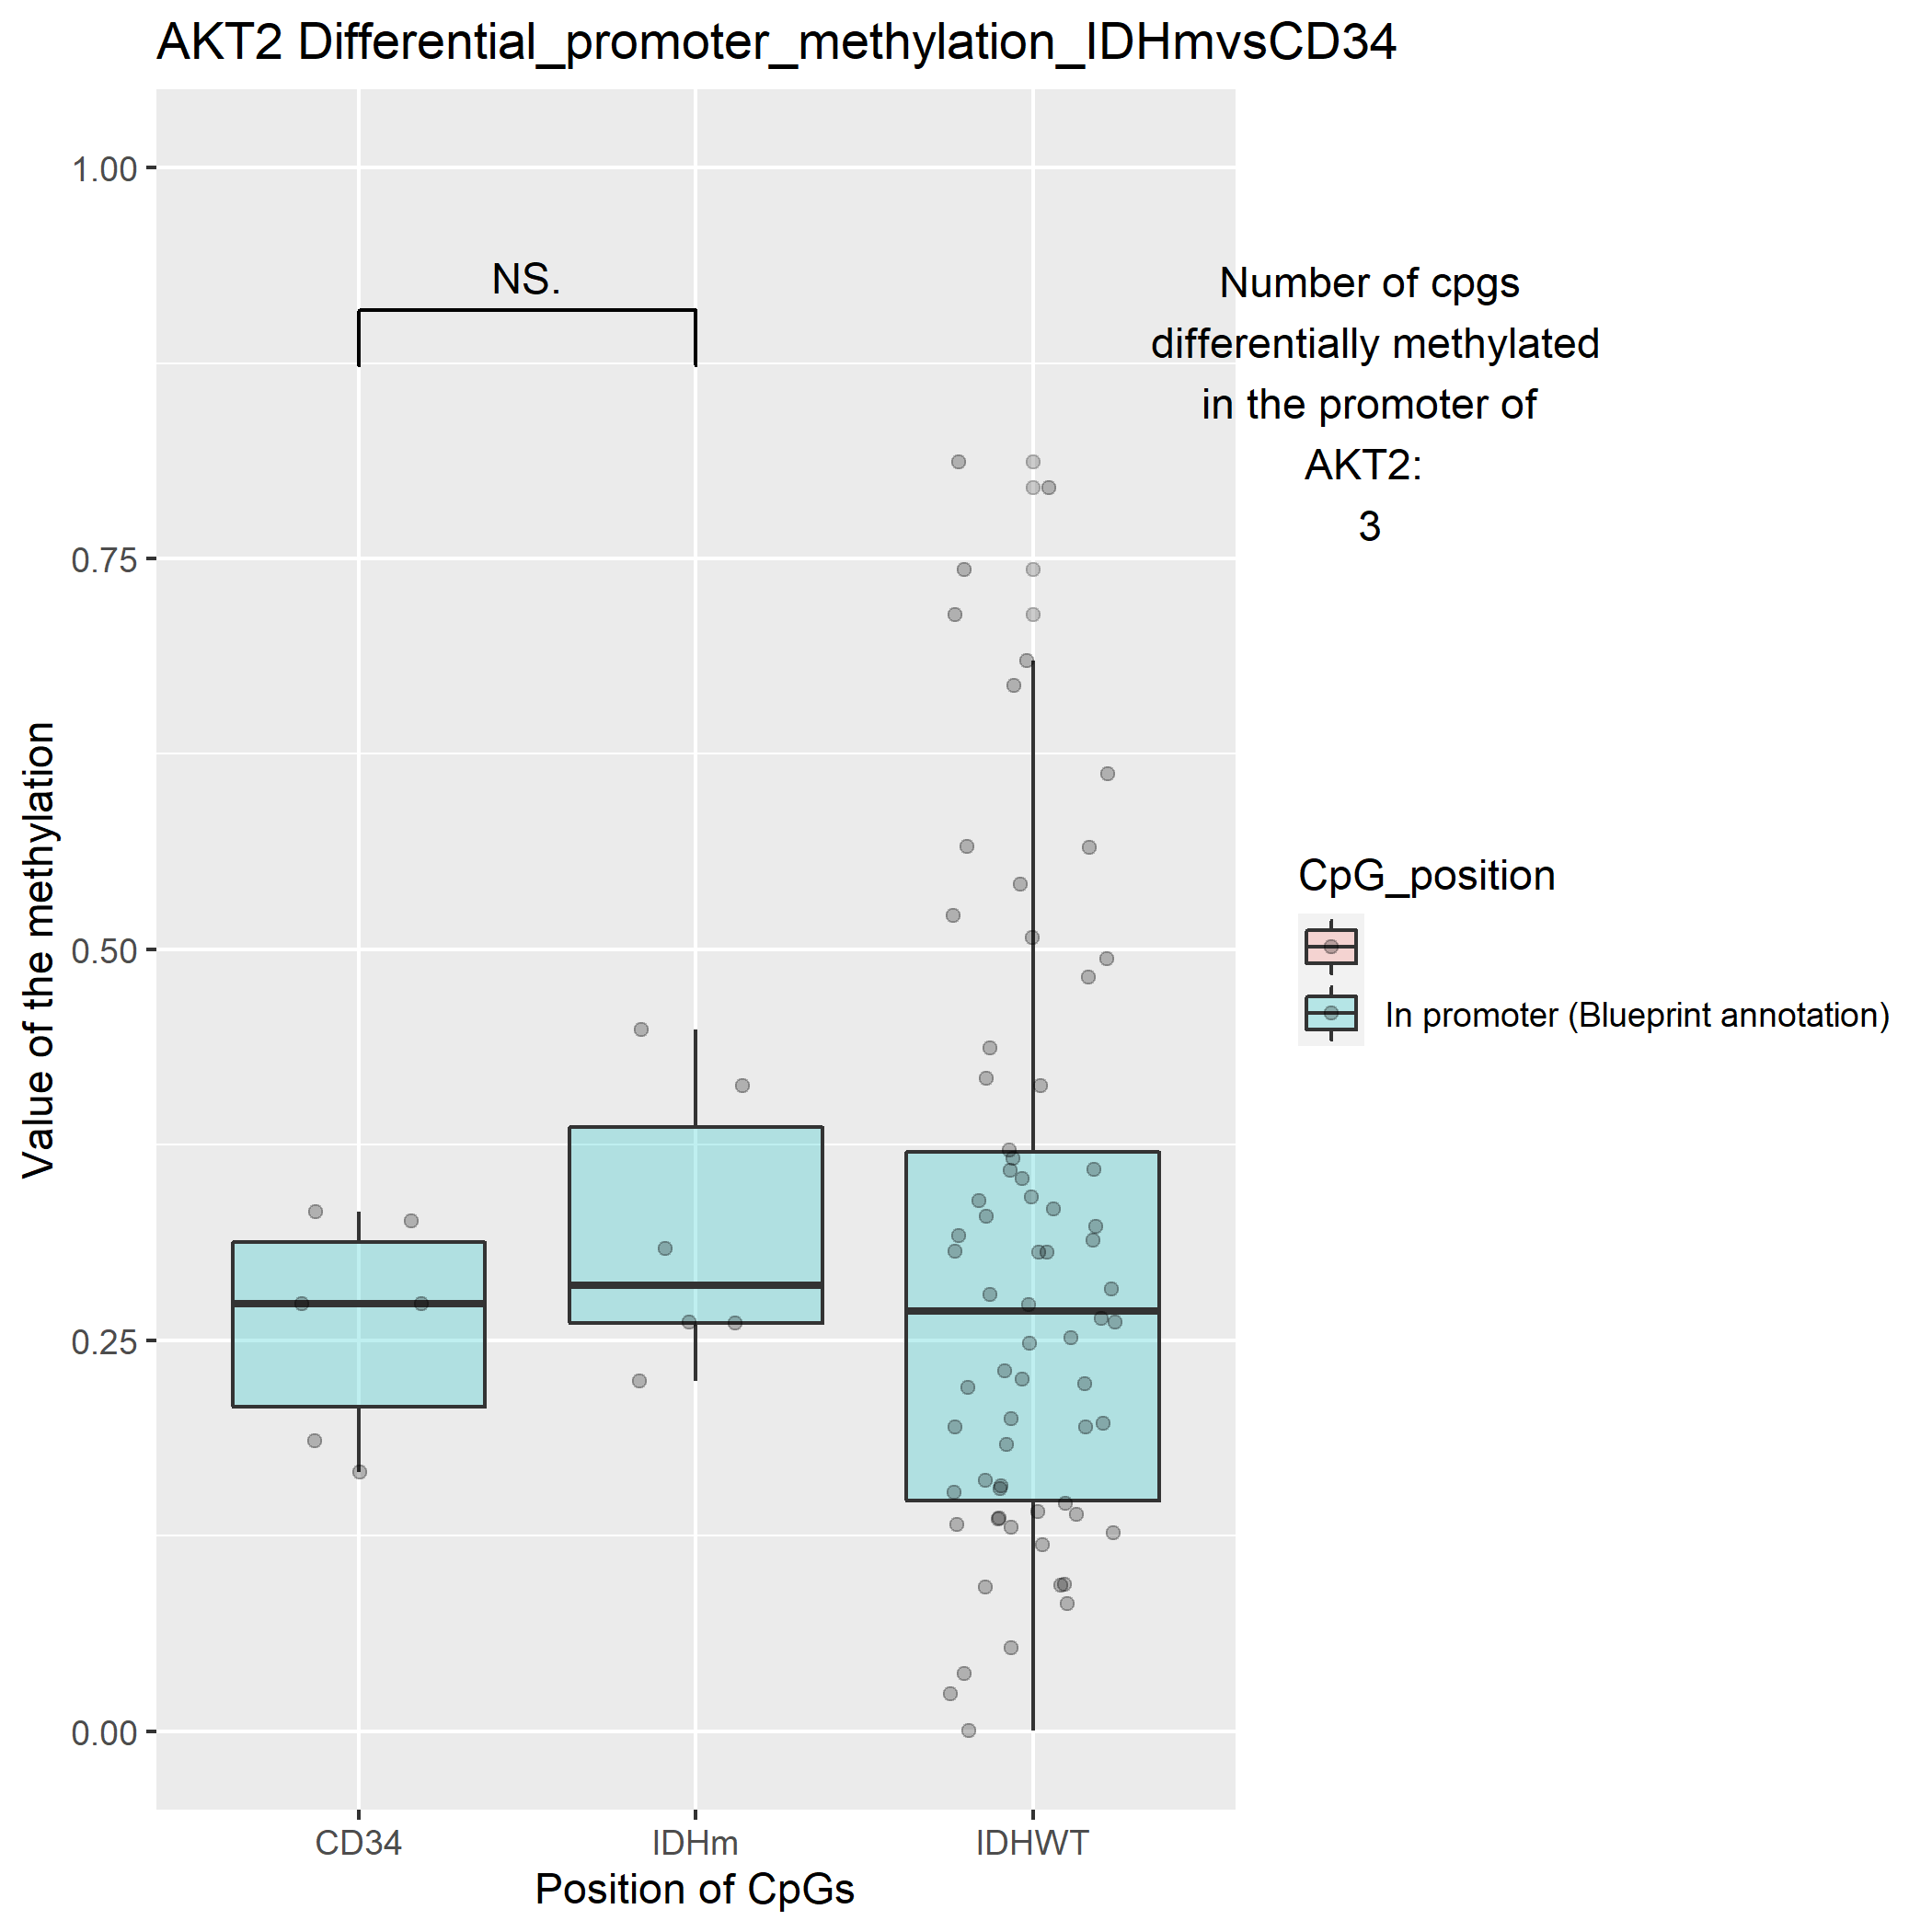 AKT2 Differential_promoter_methylation_IDHmvsCD34
Value of the methylation
1.00
0.75
0.50
0.25
0.00
NS.
Number of cpgs
differentially methylated
in the promoter of
AKT2:
3
CpG_position
In promoter (Blueprint annotation)
CD34
IDHm
IDHWT
Position of CpGs